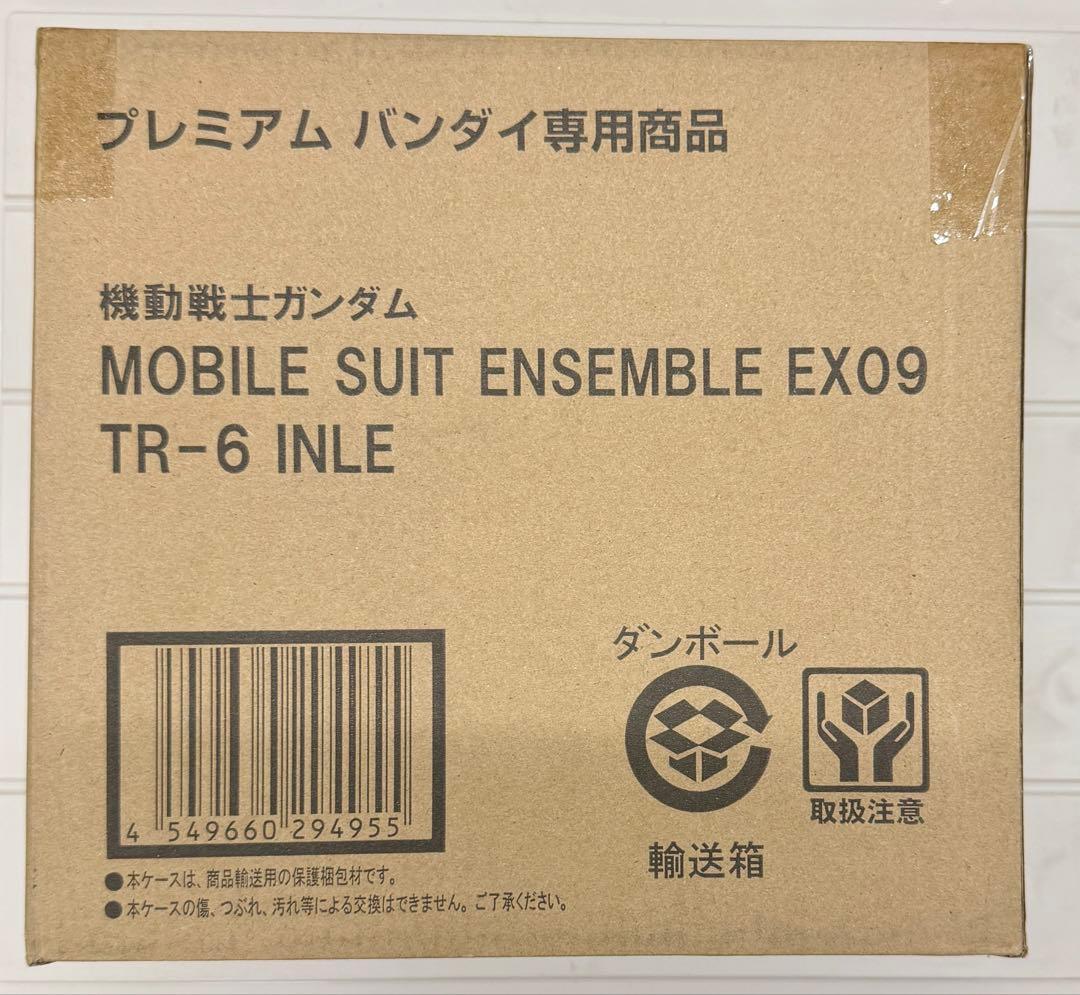 プレミアム バンダイ専用商品
機動戦士ガンダム
MOBILE SUIT ENSEMBLE EX09
TR-6 INLE
4 549660 294955
ダンボール
取扱注意
輸送箱
●本ケースは、商品輸送用の保護梱包材です。
●本ケースの傷、つぶれ、汚れ等による交換はできません。ご了承ください。